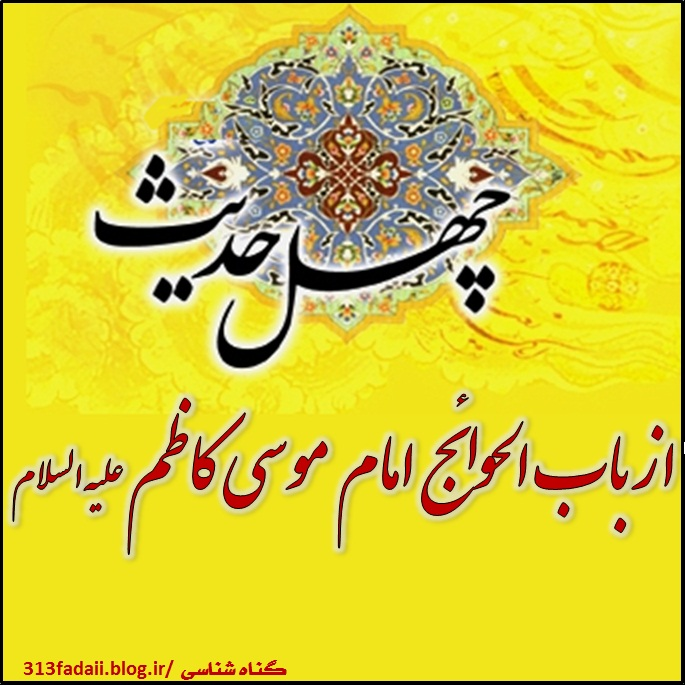 چهل حدیث
از باب الحوائج امام موسی کاظم علیه السلام
گناه شناسی /313fadaii.blog.ir